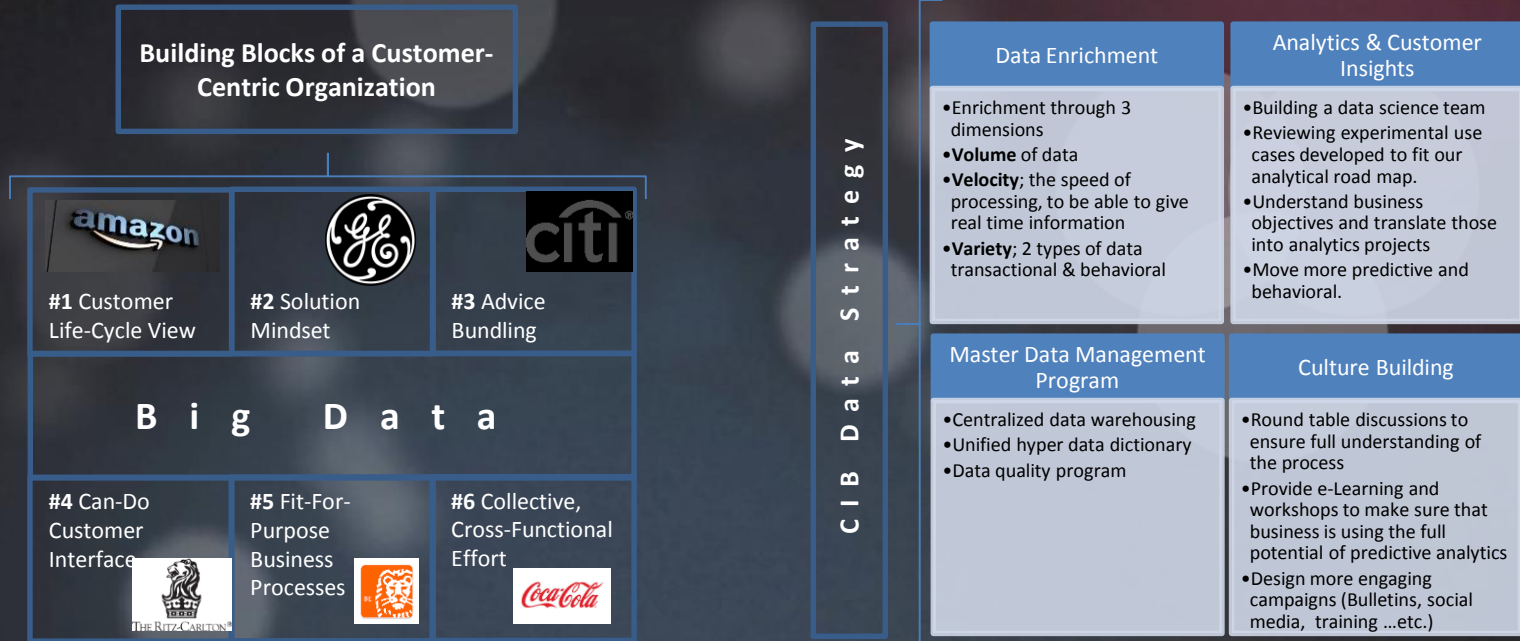 Building Blocks of a Customer-
Centric Organization
amazon
GE
citi®
#1 Customer
Life-Cycle View
#2 Solution
Mindset
#3 Advice
Bundling
Big Data
#4 Can-Do
Customer
Interface
THE RITZ-CARLTON®
#5 Fit-For-
Purpose
Business
Processes
#6 Collective,
Cross-Functional
Effort
Coca-Cola
CIB Data Strategy
Data Enrichment
•Enrichment through 3
dimensions
•Volume of data
•Velocity; the speed of
processing, to be able to give
real time information
•Variety; 2 types of data
transactional & behavioral
Analytics & Customer
Insights
•Building a data science team
•Reviewing experimental use
cases developed to fit our
analytical road map.
•Understand business
objectives and translate those
into analytics projects
•Move more predictive and
behavioral.
Master Data Management
Program
•Centralized data warehousing
•Unified hyper data dictionary
•Data quality program
Culture Building
•Round table discussions to
ensure full understanding of
the process
•Provide e-Learning and
workshops to make sure that
business is using the full
potential of predictive analytics
•Design more engaging
campaigns (Bulletins, social
media, training ...etc.)